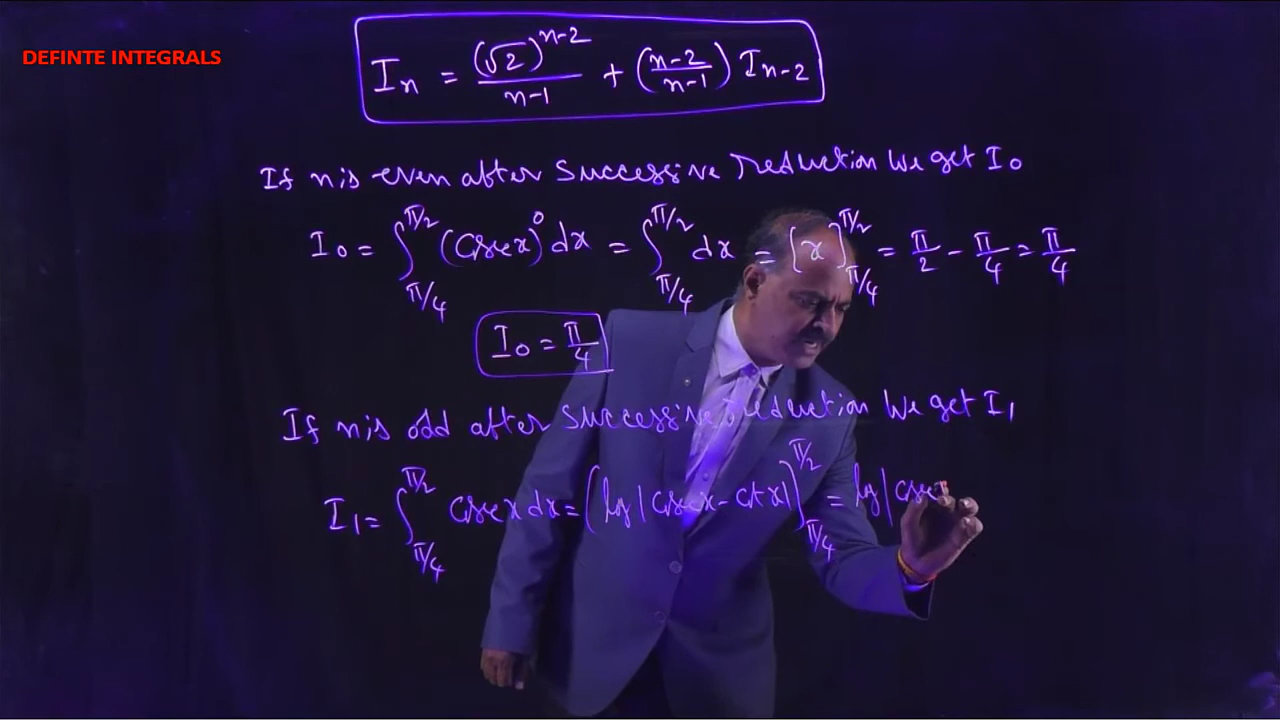 DEFINTE INTEGRALS
Iₙ = (√2)ⁿ⁻² / (n-1) + ((n-2)/(n-1)) Iₙ₋₂
If n is even after Successive reduction We get I₀
I₀ = ∫_{π/4}^{π/2} (Cosec x)⁰ dx = ∫_{π/4}^{π/2} dx = [x]_{π/4}^{π/2} = π/2 - π/4 = π/4
I₀ = π/4
If n is odd after Successive reduction We get I₁
I₁ = ∫_{π/4}^{π/2} Cosec x dx = (log|Cosec x - Cot x|)_{π/4}^{π/2} = log|Cosec